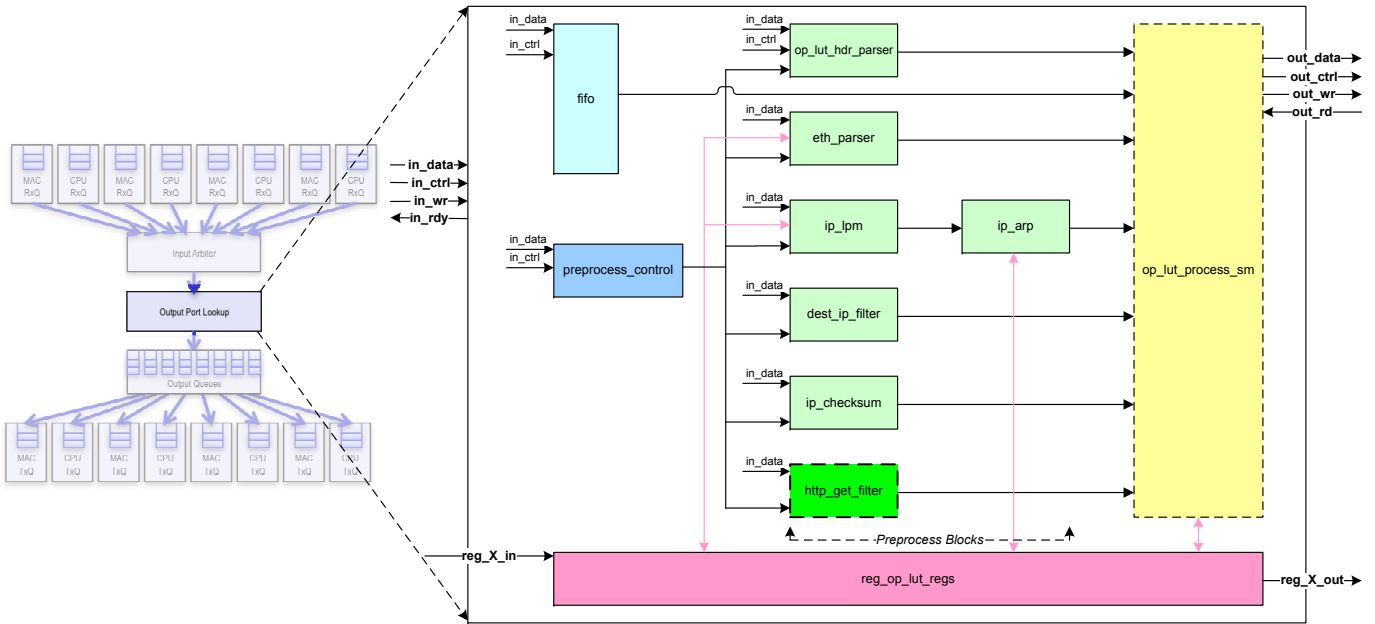 MAC
RxQ
CPU
RxQ
MAC
RxQ
CPU
RxQ
MAC
RxQ
CPU
RxQ
MAC
RxQ
CPU
RxQ
Input Arbiter
Output Port Lookup
Output Queues
MAC
TxQ
CPU
TxQ
MAC
TxQ
CPU
TxQ
MAC
TxQ
CPU
TxQ
MAC
TxQ
CPU
TxQ
in_data
in_ctrl
in_wr
in_rdy
reg_X_in
in_data
in_ctrl
fifo
in_data
in_ctrl
preprocess_control
in_data
in_ctrl
op_lut_hdr_parser
in_data
eth_parser
in_data
ip_lpm
ip_arp
in_data
dest_ip_filter
in_data
ip_checksum
in_data
http_get_filter
Preprocess Blocks
op_lut_process_sm
reg_op_lut_regs
out_data
out_ctrl
out_wr
out_rd
reg_X_out